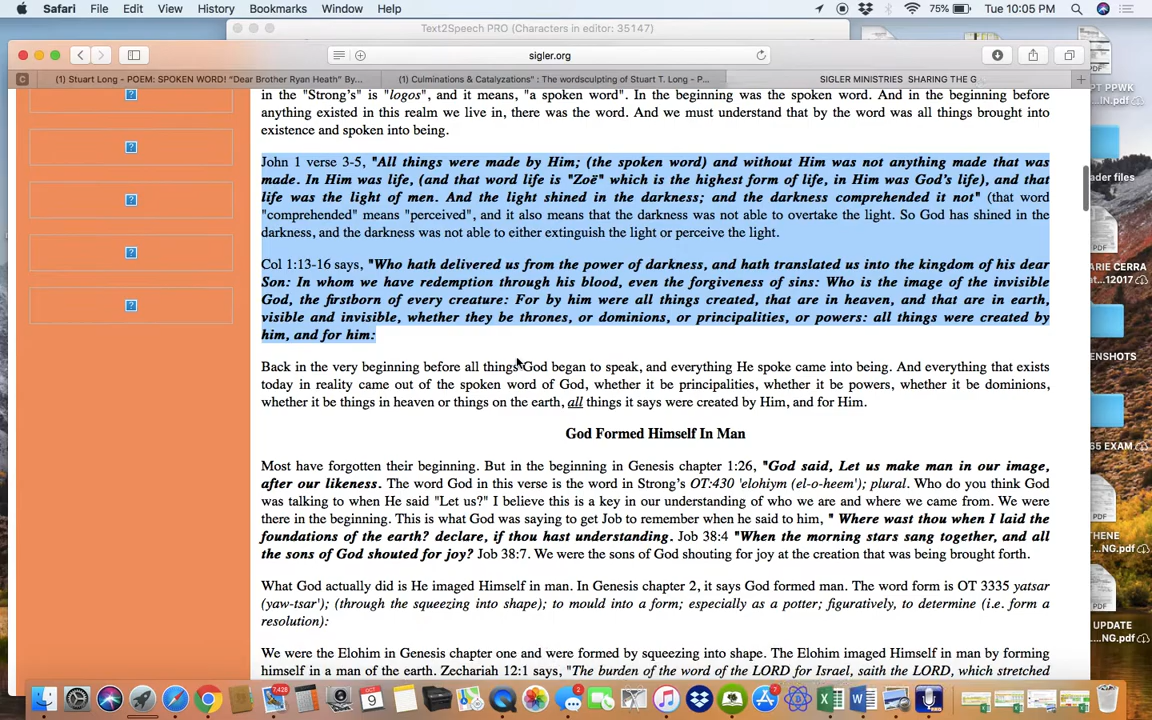 Safari File Edit View History Bookmarks Window Help 75% Tue 10:05 PM
Text2Speech PRO (Characters in editor: 35147)
sigler.org
(1) Stuart Long - POEM: SPOKEN WORD! “Dear Brother Ryan Heath” By...
(1) Culminations & Catalyzations" : The wordsculpting of Stuart T. Long - P...
SIGLER MINISTRIES SHARING THE G
in the "Strong’s" is "logos", and it means, "a spoken word". In the beginning was the spoken word. And in the beginning before
anything existed in this realm we live in, there was the word. And we must understand that by the word was all things brought into
existence and spoken into being.
John 1 verse 3-5, "All things were made by Him; (the spoken word) and without Him was not anything made that was
made. In Him was life, (and that word life is "Zoë" which is the highest form of life, in Him was God’s life), and that
life was the light of men. And the light shined in the darkness; and the darkness comprehended it not" (that word
"comprehended" means "perceived", and it also means that the darkness was not able to overtake the light. So God has shined in the
darkness, and the darkness was not able to either extinguish the light or perceive the light.
Col 1:13-16 says, "Who hath delivered us from the power of darkness, and hath translated us into the kingdom of his dear
Son: In whom we have redemption through his blood, even the forgiveness of sins: Who is the image of the invisible
God, the firstborn of every creature: For by him were all things created, that are in heaven, and that are in earth,
visible and invisible, whether they be thrones, or dominions, or principalities, or powers: all things were created by
him, and for him:
Back in the very beginning before all things God began to speak, and everything He spoke came into being. And everything that exists
today in reality came out of the spoken word of God, whether it be principalities, whether it be powers, whether it be dominions,
whether it be things in heaven or things on the earth, all things it says were created by Him, and for Him.
God Formed Himself In Man
Most have forgotten their beginning. But in the beginning in Genesis chapter 1:26, "God said, Let us make man in our image,
after our likeness. The word God in this verse is the word in Strong’s OT:430 'elohiym (el-o-heem'); plural. Who do you think God
was talking to when He said "Let us?" I believe this is a key in our understanding of who we are and where we came from. We were
there in the beginning. This is what God was saying to get Job to remember when he said to him, " Where wast thou when I laid the
foundations of the earth? declare, if thou hast understanding. Job 38:4 "When the morning stars sang together, and all
the sons of God shouted for joy? Job 38:7. We were the sons of God shouting for joy at the creation that was being brought forth.
What God actually did is He imaged Himself in man. In Genesis chapter 2, it says God formed man. The word form is OT 3335 yatsar
(yaw-tsar'); (through the squeezing into shape); to mould into a form; especially as a potter; figuratively, to determine (i.e. form a
resolution):
We were the Elohim in Genesis chapter one and were formed by squeezing into shape. The Elohim imaged Himself in man by forming
himself in a man of the earth. Zechariah 12:1 says, "The burden of the word of the LORD for Israel, saith the LORD, which stretched
PT PPWK
IN.pdf
ader files
ARIE CERRA
12017
ENSHOTS
65 EXAM
THENE
NG.pdf
UPDATE
...NG.pdf
7,428
OCT
9
2
7